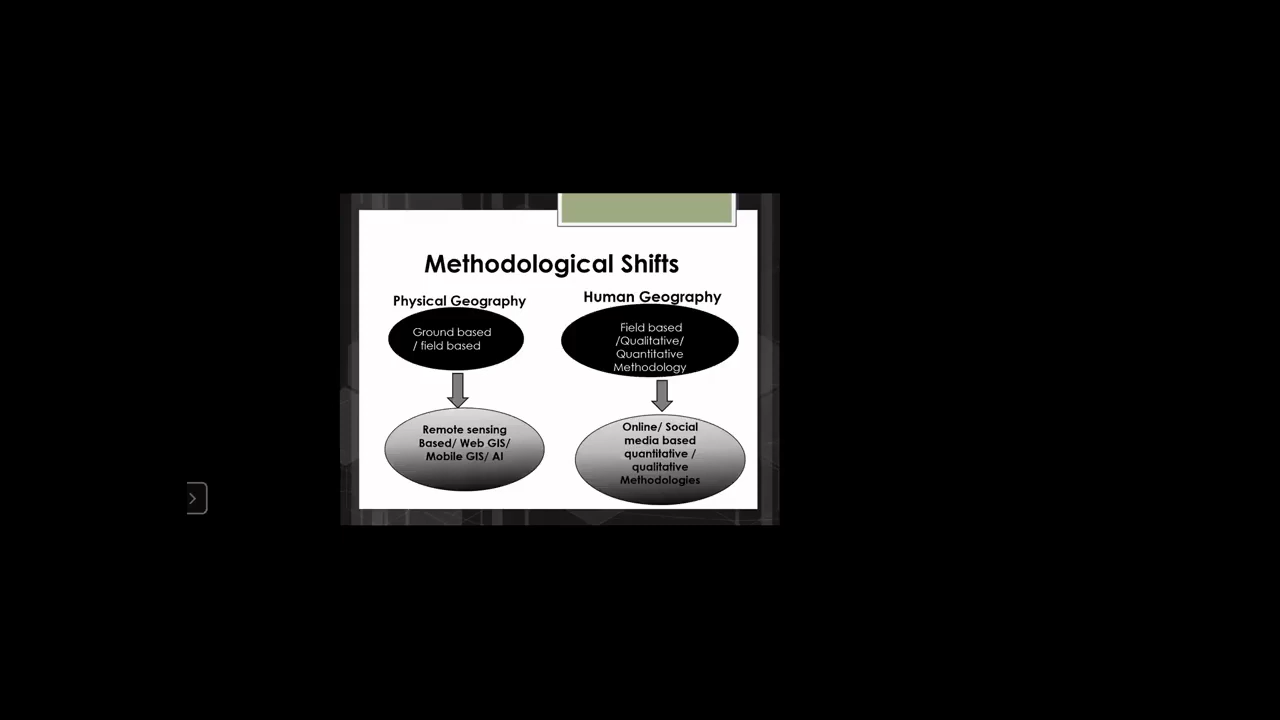 Methodological Shifts
Physical Geography
Ground based
/ field based
Remote sensing
Based/ Web GIS/
Mobile GIS/ AI
Human Geography
Field based
/Qualitative/
Quantitative
Methodology
Online/ Social
media based
quantitative /
qualitative
Methodologies